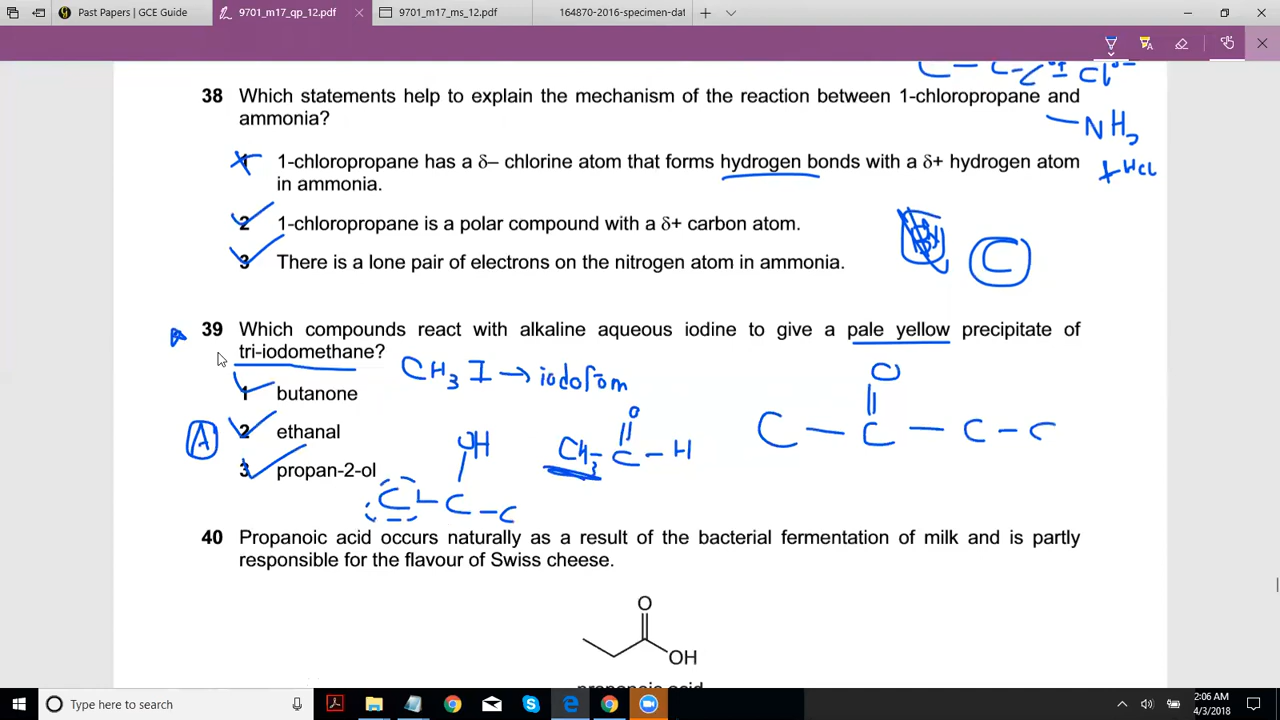 Past Papers | GCE Guide
9701_m17_qp_12.pdf
9701_m17_ms_12.pdf
164870-2016-specimen-dat
C - C - C δ+ Cl δ-
38 Which statements help to explain the mechanism of the reaction between 1-chloropropane and
ammonia?
- NH3
1 1-chloropropane has a δ– chlorine atom that forms hydrogen bonds with a δ+ hydrogen atom
in ammonia.
+ HCl
2 1-chloropropane is a polar compound with a δ+ carbon atom.
3 There is a lone pair of electrons on the nitrogen atom in ammonia.
C
39 Which compounds react with alkaline aqueous iodine to give a pale yellow precipitate of
tri-iodomethane?
CH3 I → iodofom
1 butanone
O
C - C - C - C
A
2 ethanal
O
CH3 - C - H
3 propan-2-ol
OH
C - C - C
40 Propanoic acid occurs naturally as a result of the bacterial fermentation of milk and is partly
responsible for the flavour of Swiss cheese.
O
OH
propanoic acid
Type here to search
2:06 AM
4/3/2018